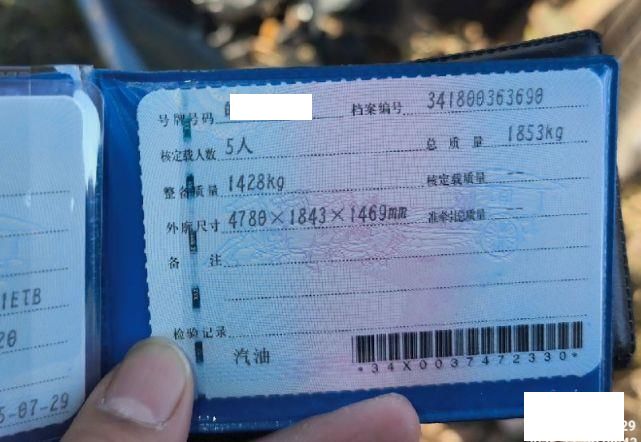 号牌号码 档案编号 341800363690
核定载人数 5人 总质量 1853kg
整备质量 1428kg 核定载质量 --
外廓尺寸 4780×1843×1469mm 准牵引总质量 --
备注
检验记录
汽油
*34X0037472330*
1ETB
20
5-07-29
29